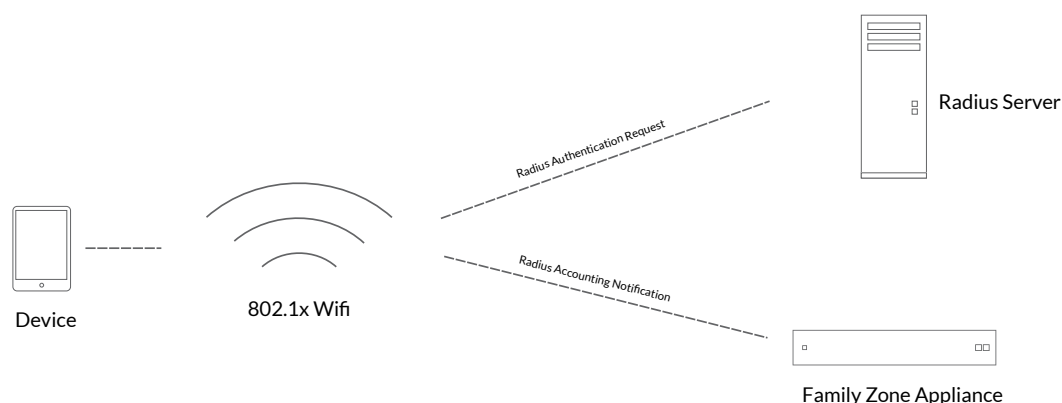 Radius Server
Radius Authentication Request
Radius Accounting Notification
802.1x Wifi
Device
Family Zone Appliance